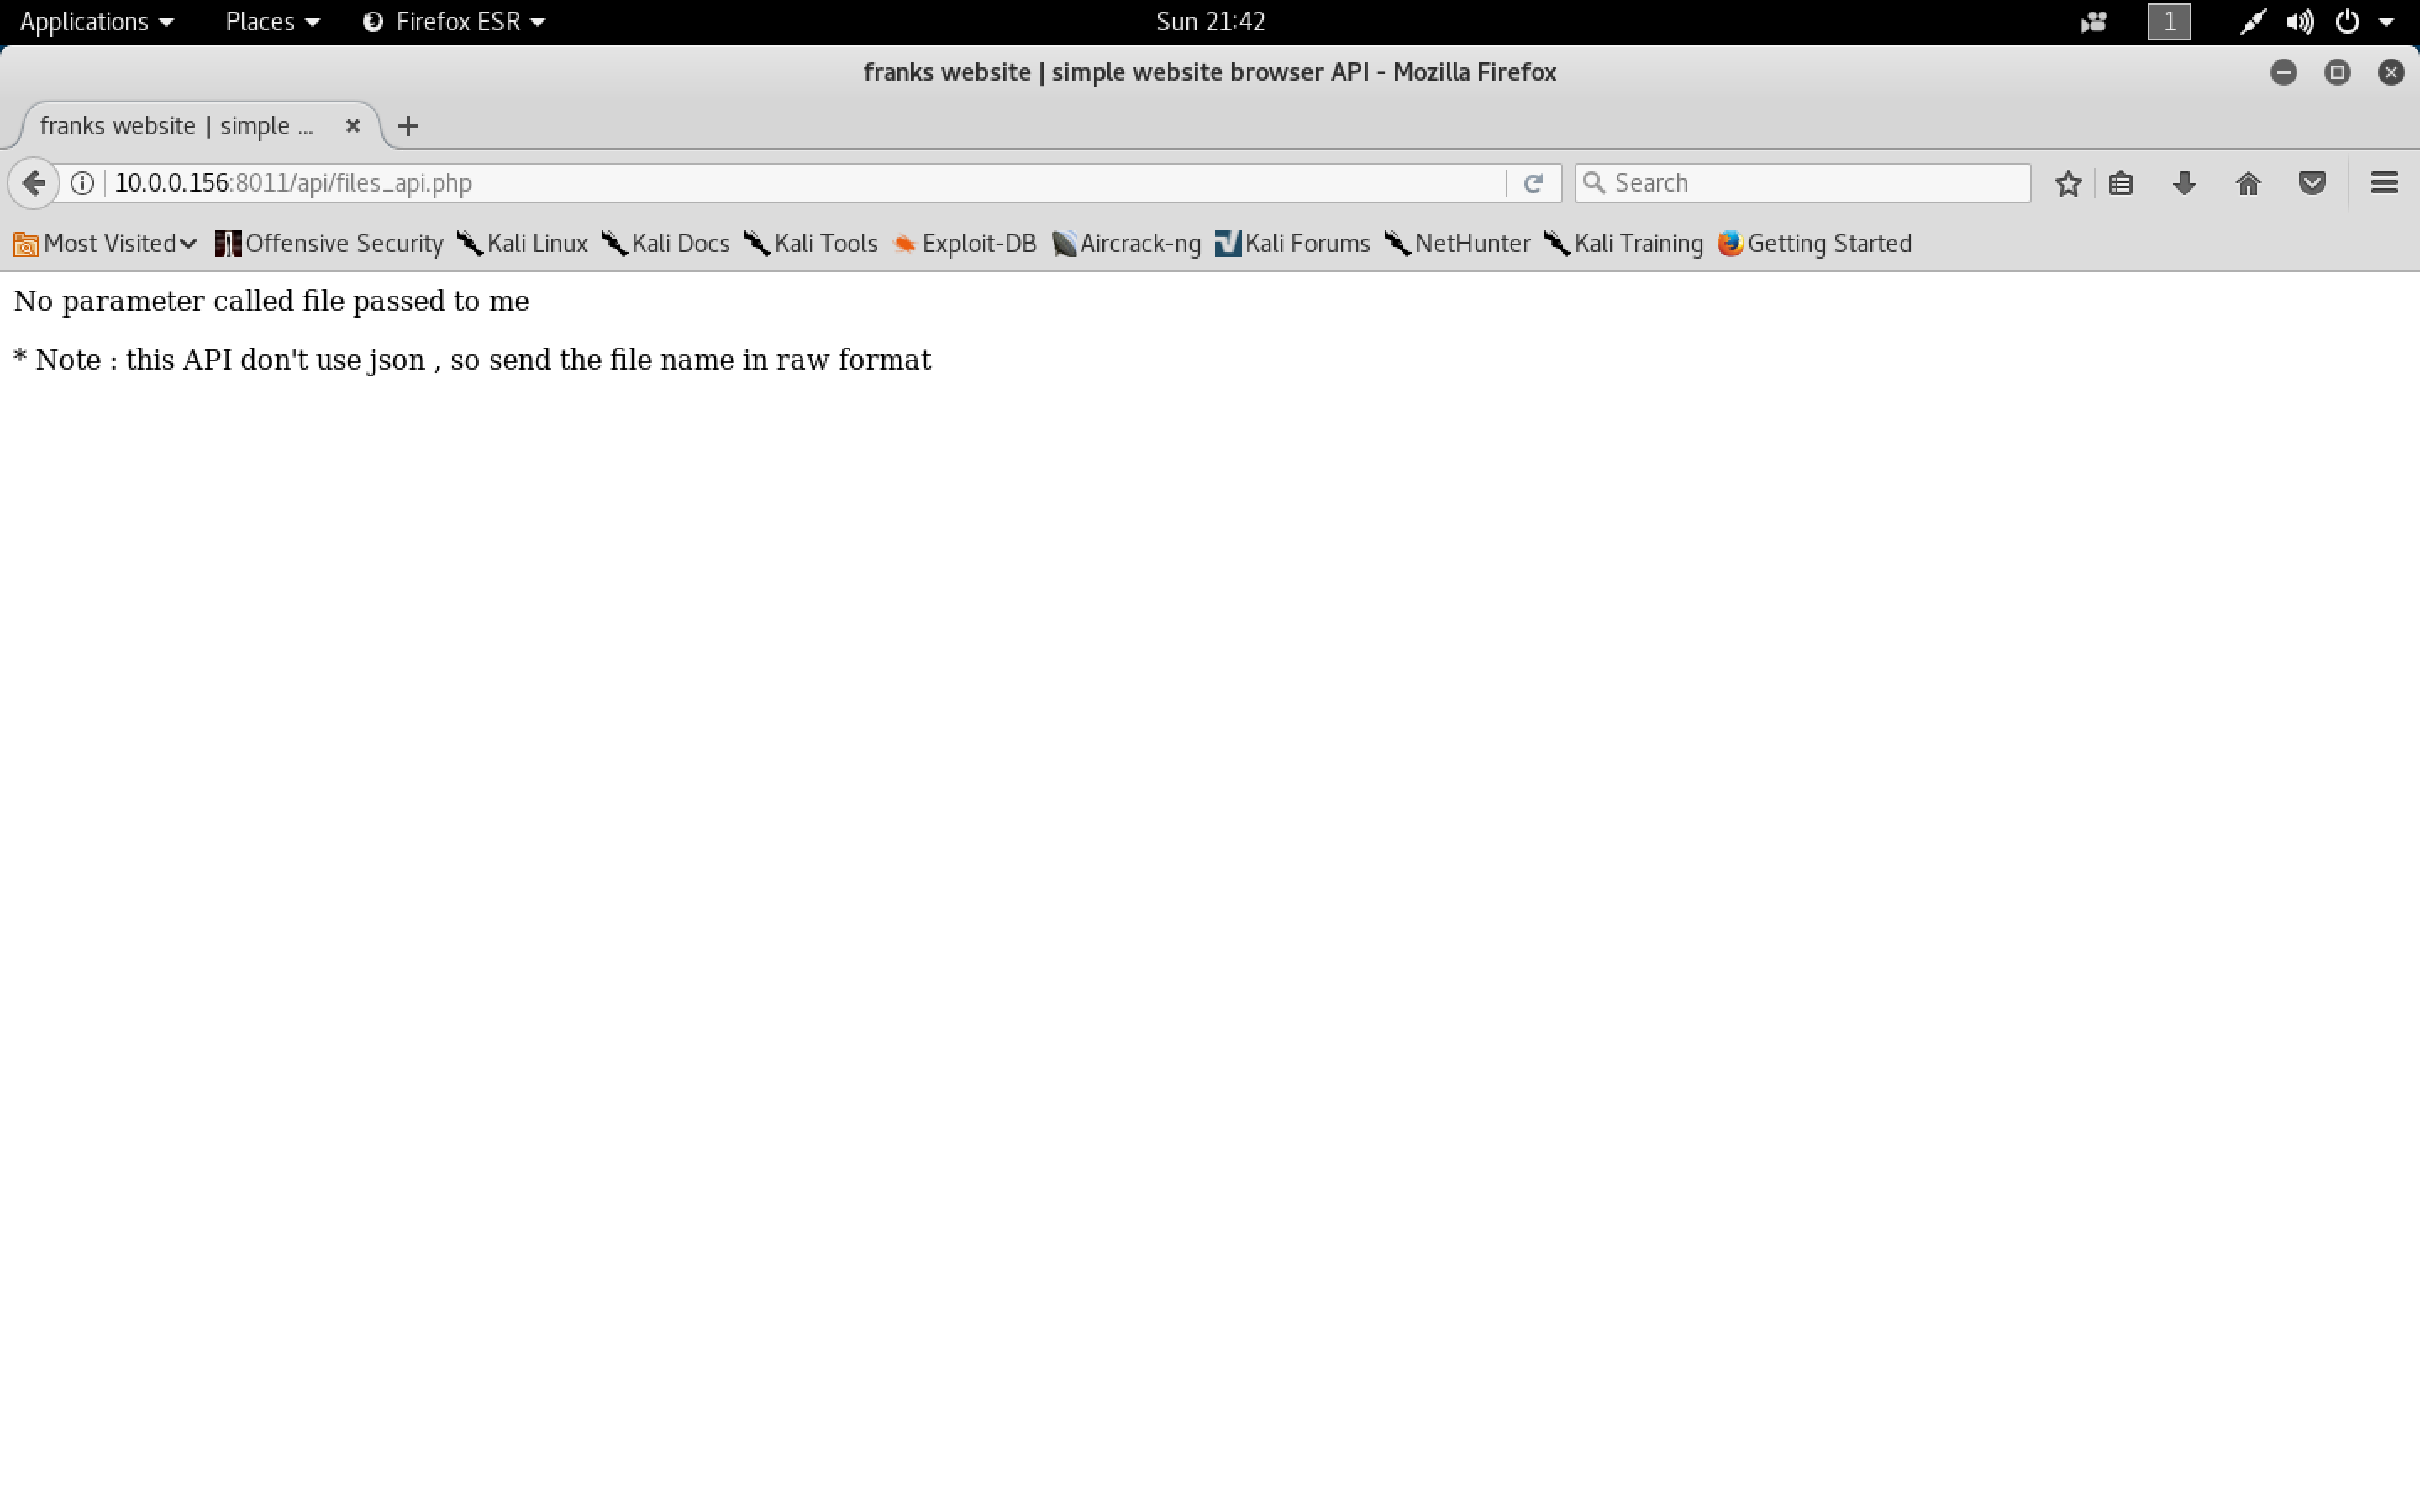 Applications Places Firefox ESR Sun 21:42 1
franks website | simple website browser API - Mozilla Firefox
franks website | simple ...
10.0.0.156:8011/api/files_api.php Search
Most Visited Offensive Security Kali Linux Kali Docs Kali Tools Exploit-DB Aircrack-ng Kali Forums NetHunter Kali Training Getting Started
No parameter called file passed to me
* Note : this API don't use json , so send the file name in raw format